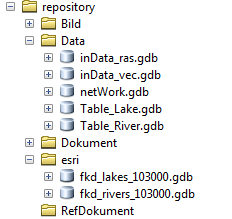 repository
Bild
Data
inData_ras.gdb
inData_vec.gdb
netWork.gdb
Table_Lake.gdb
Table_River.gdb
Dokument
esri
fkd_lakes_103000.gdb
fkd_rivers_103000.gdb
RefDokument